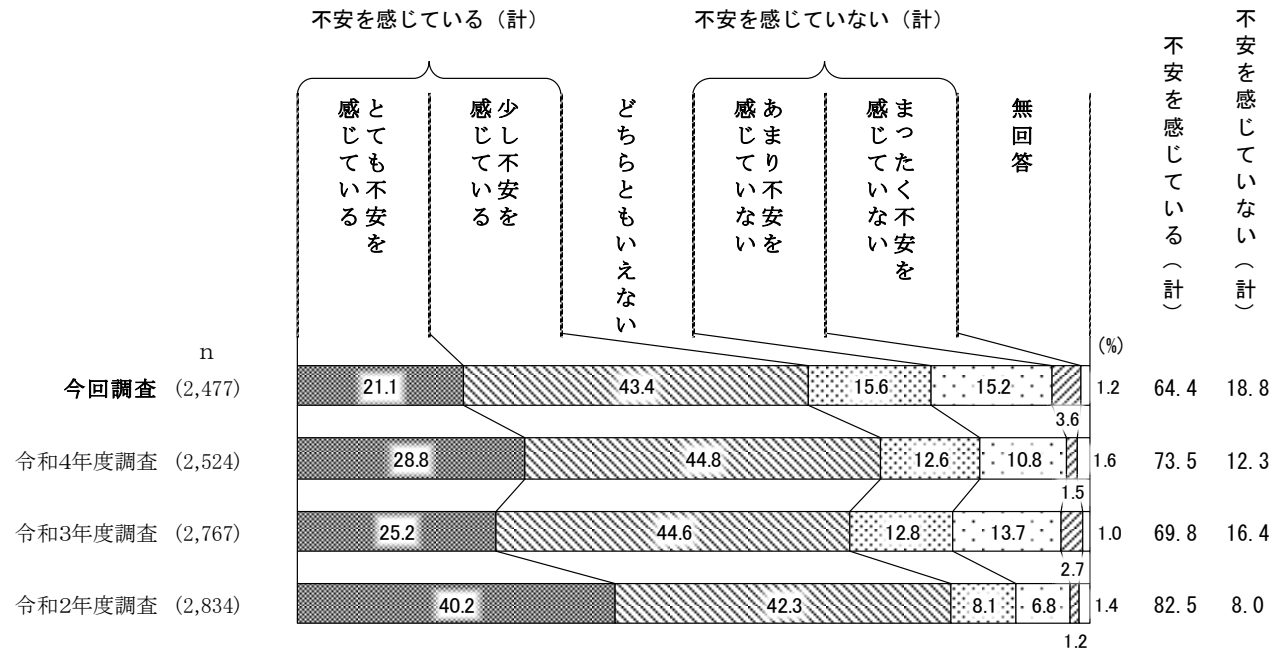 不安を感じている（計）
不安を感じていない（計）
とても不安を
感じている
少し不安を
感じている
どちらともいえない
あまり不安を
感じていない
まったく不安を
感じていない
無回答
不安を感じている（計）
不安を感じていない（計）
n
(%)
今回調査 (2,477) 21.1 43.4 15.6 15.2 1.2 64.4 18.8
3.6
令和4年度調査 (2,524) 28.8 44.8 12.6 10.8 1.6 73.5 12.3
1.5
令和3年度調査 (2,767) 25.2 44.6 12.8 13.7 1.0 69.8 16.4
2.7
令和2年度調査 (2,834) 40.2 42.3 8.1 6.8 1.4 82.5 8.0
1.2